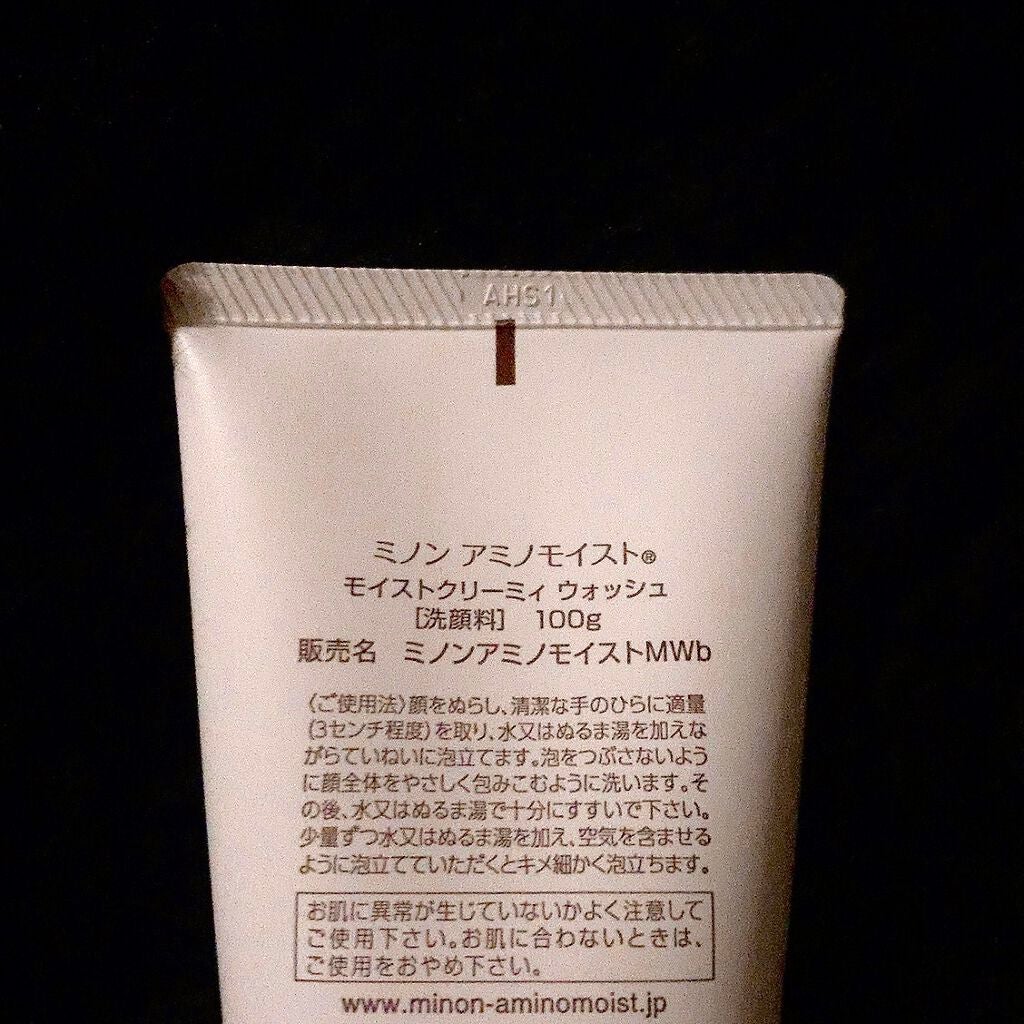 AHS1
ミノン アミノモイスト®
モイストクリーミィ ウォッシュ
[洗顔料] 100g
販売名 ミノンアミノモイストMWb
〈ご使用法〉顔をぬらし、清潔な手のひらに適量
(3センチ程度)を取り、水又はぬるま湯を加えな
がらていねいに泡立てます。泡をつぶさないよう
に顔全体をやさしく包みこむように洗います。そ
の後、水又はぬるま湯で十分にすすいで下さい。
少量ずつ水又はぬるま湯を加え、空気を含ませる
ように泡立てていただくとキメ細かく泡立ちます。
お肌に異常が生じていないかよく注意して
ご使用下さい。お肌に合わないときは、
ご使用をおやめ下さい。
www.minon-aminomoist.jp